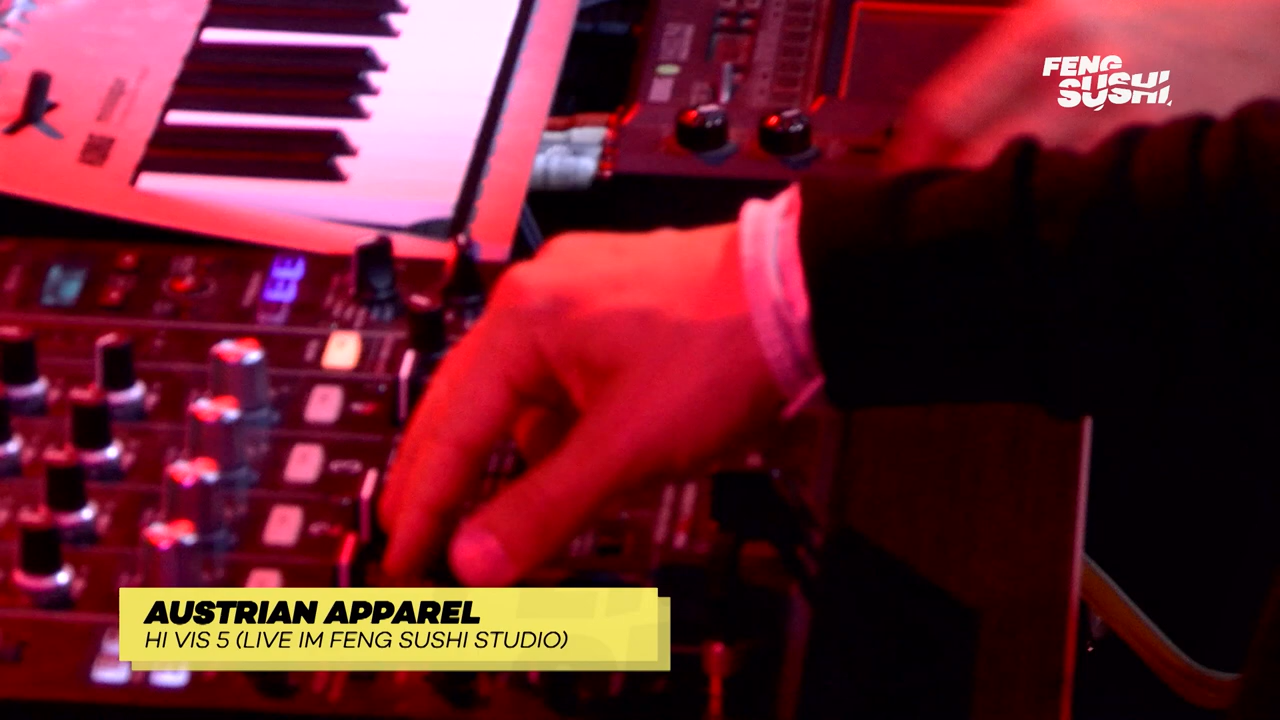 FENG
SUSHI
AUSTRIAN APPAREL
HI VIS 5 (LIVE IM FENG SUSHI STUDIO)